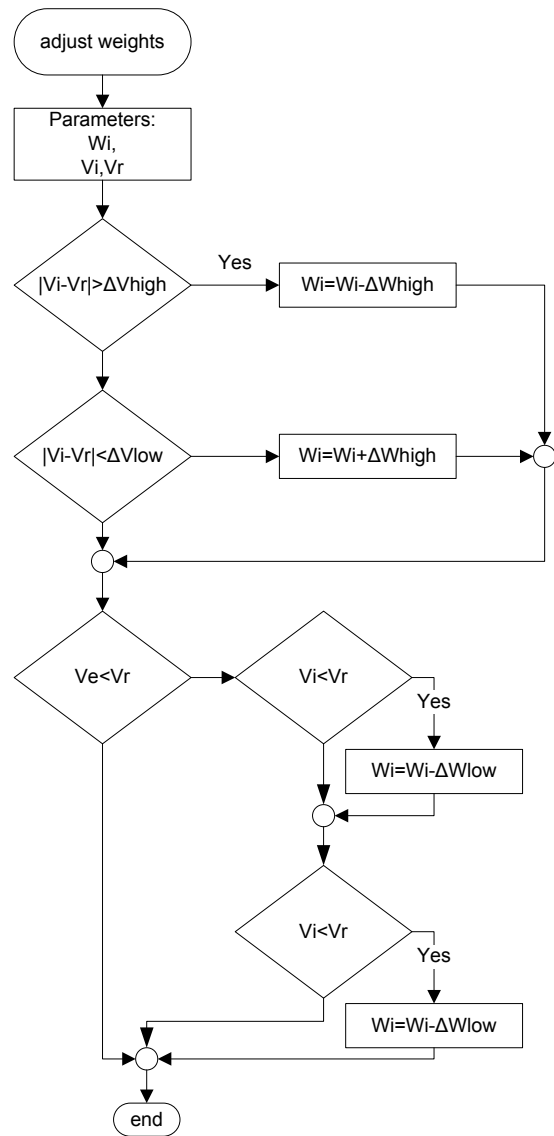 adjust weights
Parameters:
Wi,
Vi,Vr
|Vi-Vr|>ΔVhigh
Yes
Wi=Wi-ΔWhigh
|Vi-Vr|<ΔVlow
Wi=Wi+ΔWhigh
Ve<Vr
Vi<Vr
Yes
Wi=Wi-ΔWlow
Vi<Vr
Yes
Wi=Wi-ΔWlow
end